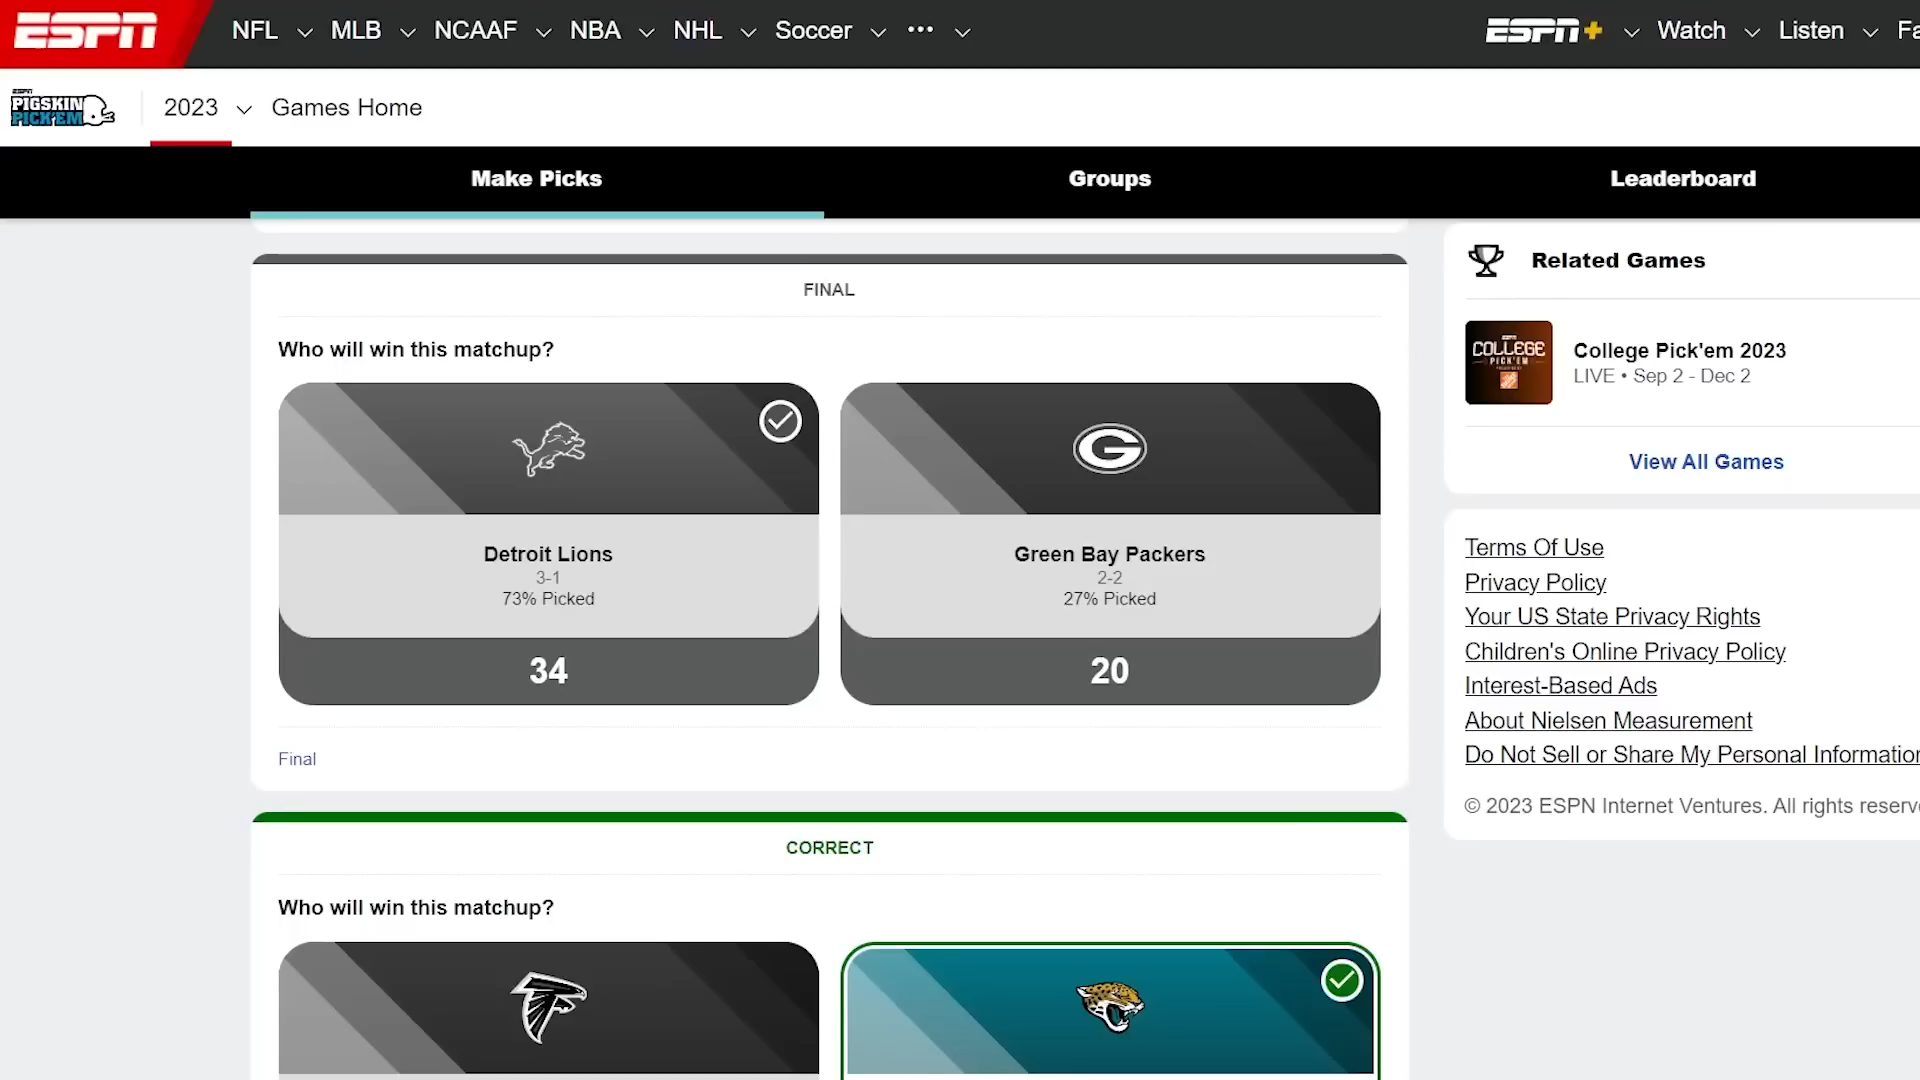 ESPN NFL MLB NCAAF NBA NHL Soccer ... ESPN+ Watch Listen Fa
ESPN
PIGSKIN
PICK'EM
2023 Games Home
Make Picks Groups Leaderboard
FINAL
Who will win this matchup?
Detroit Lions
3-1
73% Picked
34
G
Green Bay Packers
2-2
27% Picked
20
Final
CORRECT
Who will win this matchup?
Related Games
ESPN
COLLEGE
PICK'EM
College Pick'em 2023
LIVE • Sep 2 - Dec 2
View All Games
Terms Of Use
Privacy Policy
Your US State Privacy Rights
Children's Online Privacy Policy
Interest-Based Ads
About Nielsen Measurement
Do Not Sell or Share My Personal Information
© 2023 ESPN Internet Ventures. All rights reserv